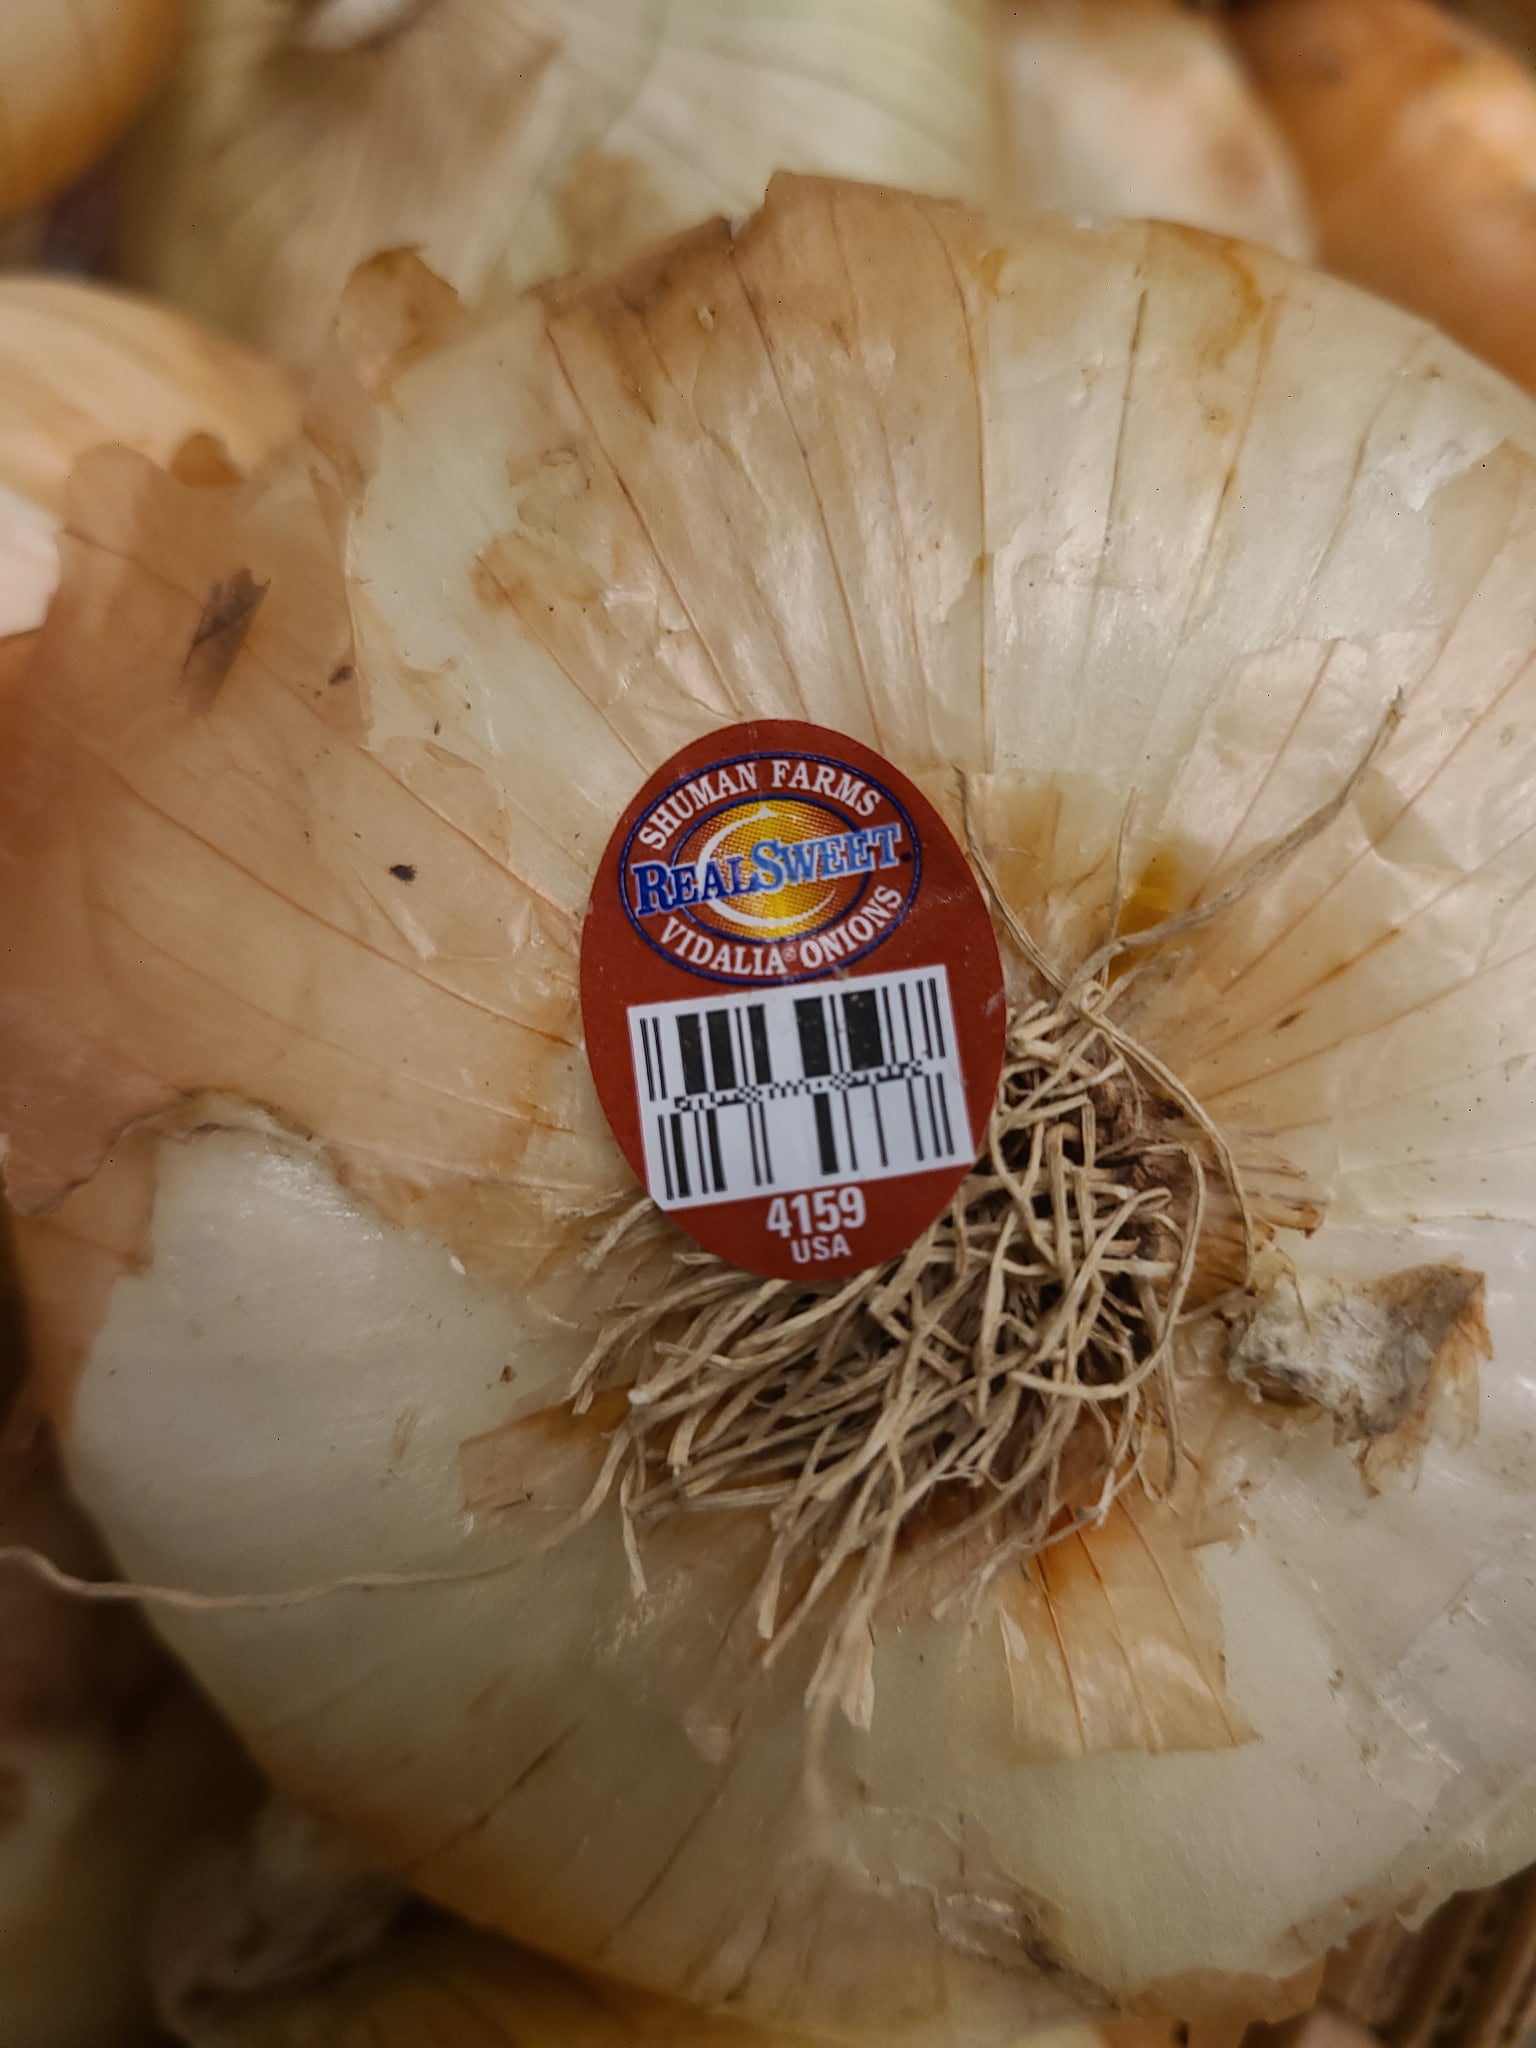 SHUMAN FARMS
REALSWEET
VIDALIA® ONIONS
4159
USA